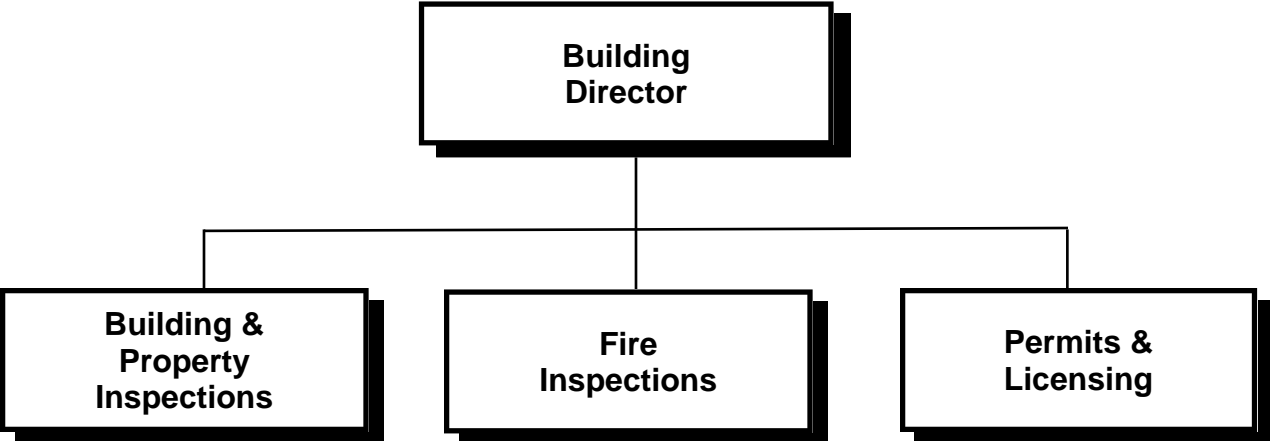 Building
Director
Building &
Property
Inspections
Fire
Inspections
Permits &
Licensing